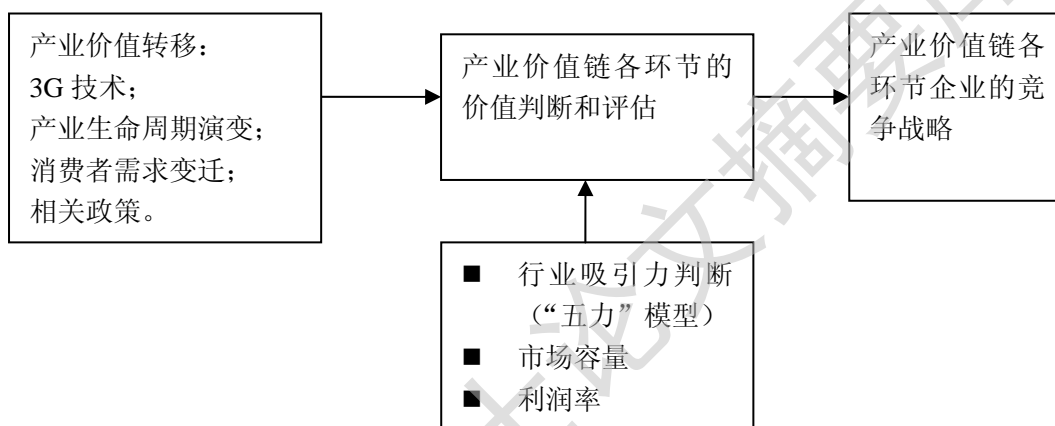 产业价值转移：
3G 技术；
产业生命周期演变；
消费者需求变迁；
相关政策。
产业价值链各环节的
价值判断和评估
产业价值链各
环节企业的竞
争战略
■ 行业吸引力判断
（“五力”模型）
■ 市场容量
■ 利润率
论文摘要